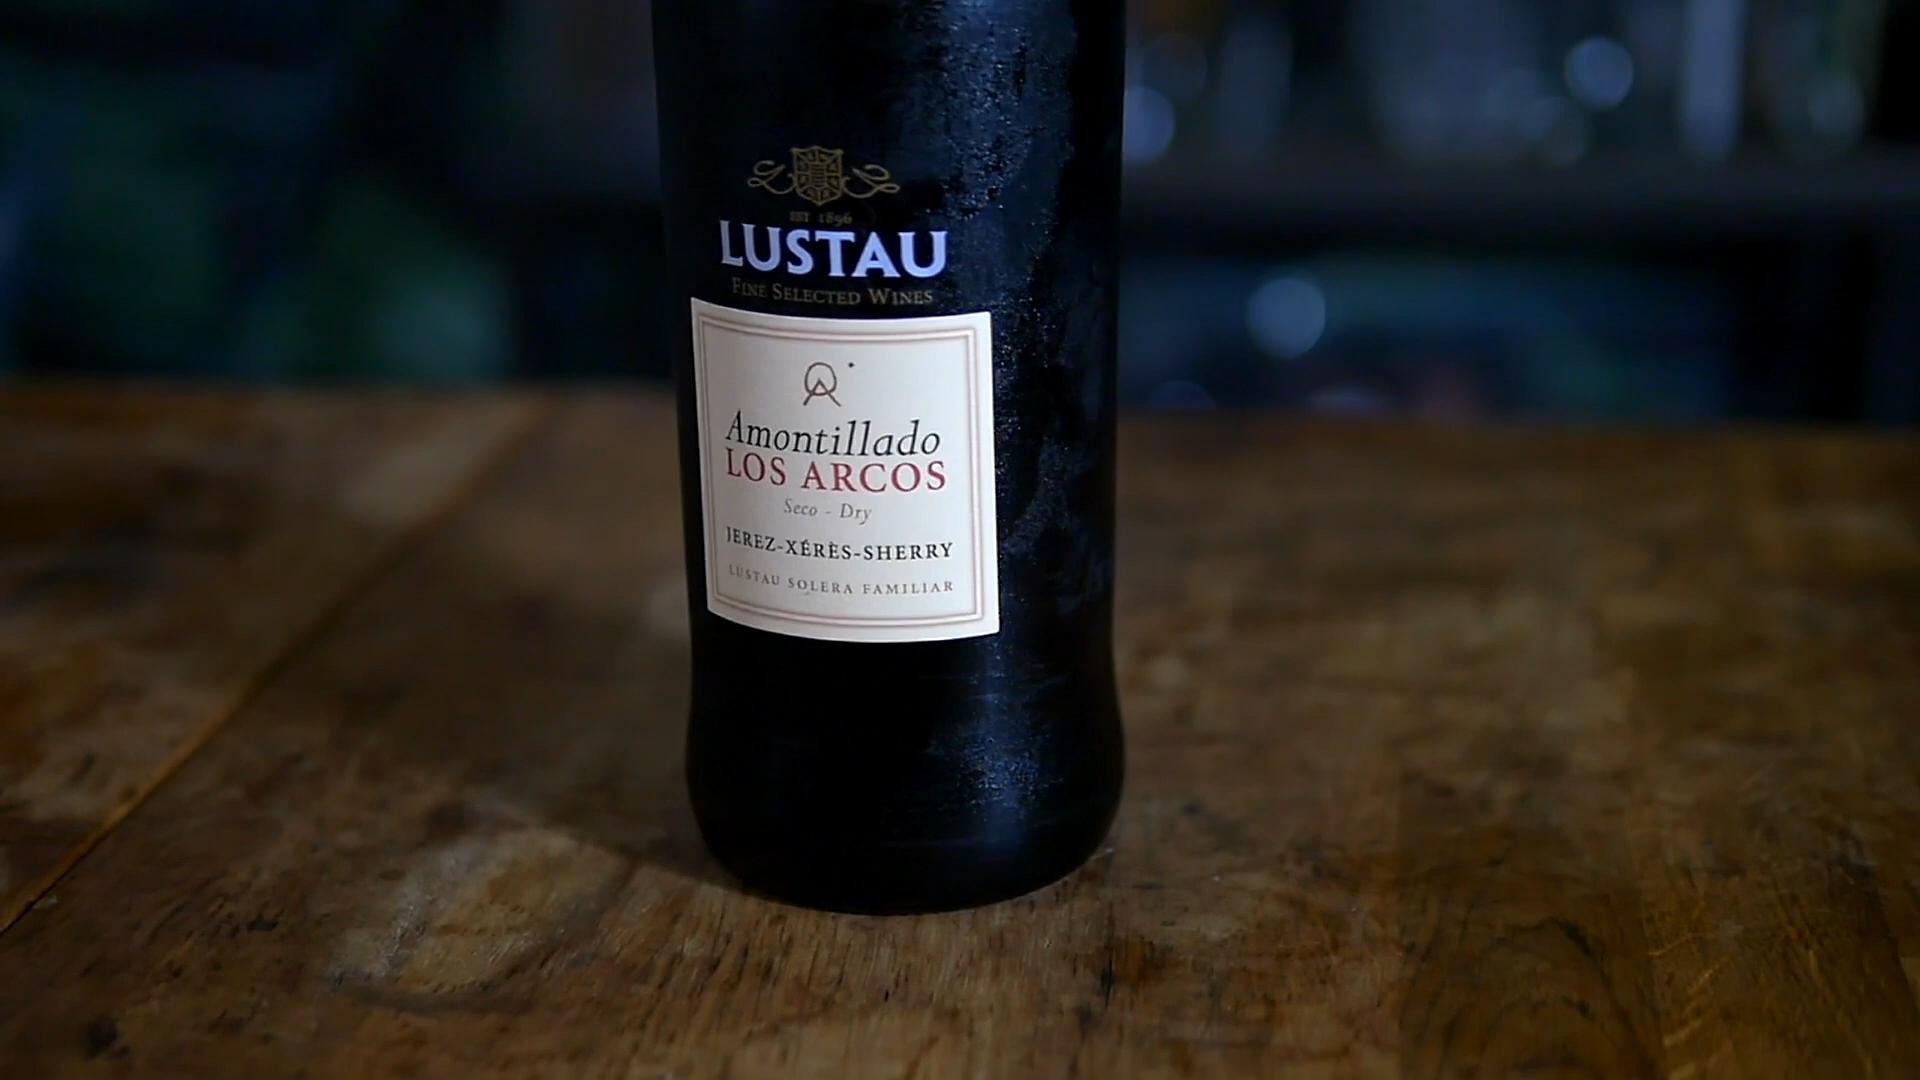 EST 1896
LUSTAU
FINE SELECTED WINES
Amontillado
LOS ARCOS
Seco - Dry
JEREZ-XÉRÈS-SHERRY
LUSTAU SOLERA FAMILIAR